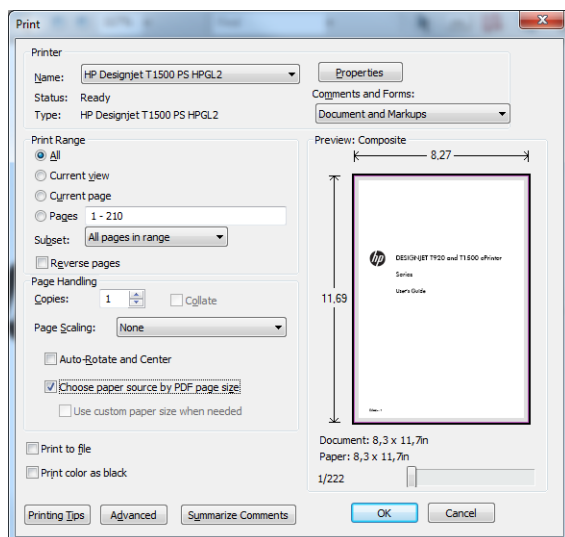 Print
Printer
Name: HP Designjet T1500 PS HPGL2
Properties
Status: Ready
Comments and Forms:
Type: HP Designjet T1500 PS HPGL2
Document and Markups
Print Range
All
Current view
Current page
Pages 1 - 210
Subset: All pages in range
Reverse pages
Page Handling
Copies: 1 Collate
Page Scaling: None
Auto-Rotate and Center
Choose paper source by PDF page size
Use custom paper size when needed
Print to file
Print color as black
Printing Tips
Advanced
Summarize Comments
Preview: Composite
8,27
11,69
hp
DESIGNJET T920 and T1500 ePrinter
Series
User's Guide
Document: 8,3 x 11,7in
Paper: 8,3 x 11,7in
1/222
OK
Cancel